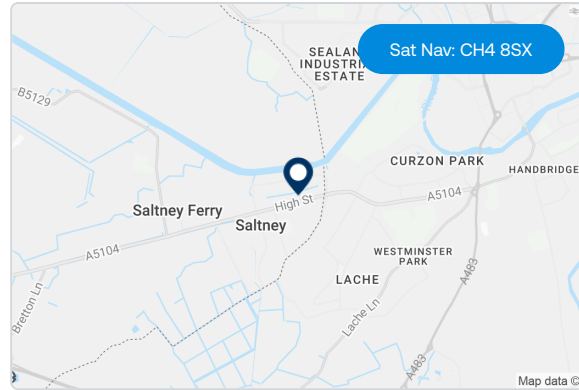 Sat Nav: CH4 8SX
SEALAND
INDUSTRIAL
ESTATE
B5129
CURZON PARK
HANDBRIDGE
A5104
High St
Saltney Ferry
Saltney
A5104
WESTMINSTER
PARK
A483
LACHE
Bretton Ln
Lache Ln
A483
Map data ©